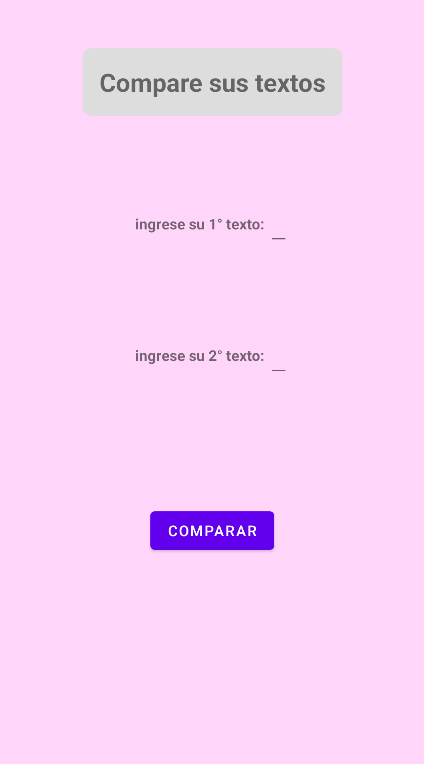 Compare sus textos
ingrese su 1° texto:
ingrese su 2° texto:
COMPARAR